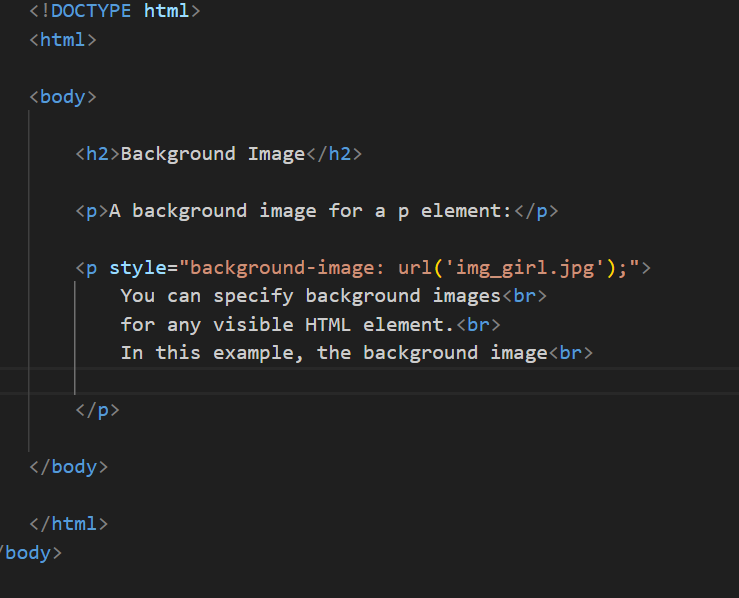 <!DOCTYPE html>
<html>
<body>
<h2>Background Image</h2>
<p>A background image for a p element:</p>
<p style="background-image: url('img_girl.jpg');">
You can specify background images<br>
for any visible HTML element.<br>
In this example, the background image<br>
</p>
</body>
</html>
/body>